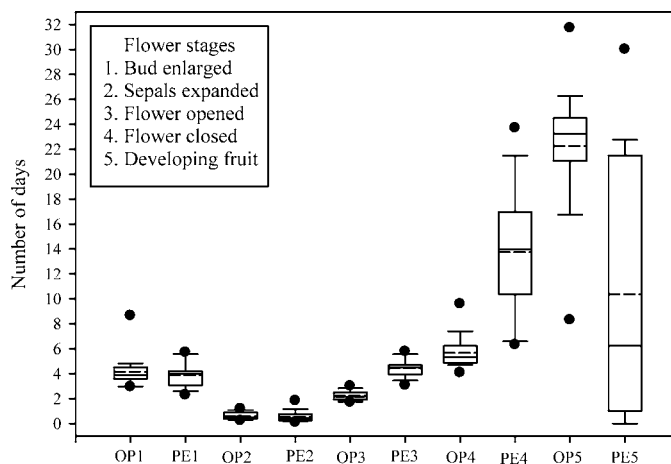 Flower stages
1. Bud enlarged
2. Sepals expanded
3. Flower opened
4. Flower closed
5. Developing fruit
Number of days
32
30
28
26
24
22
20
18
16
14
12
10
8
6
4
2
0
OP1 PE1 OP2 PE2 OP3 PE3 OP4 PE4 OP5 PE5